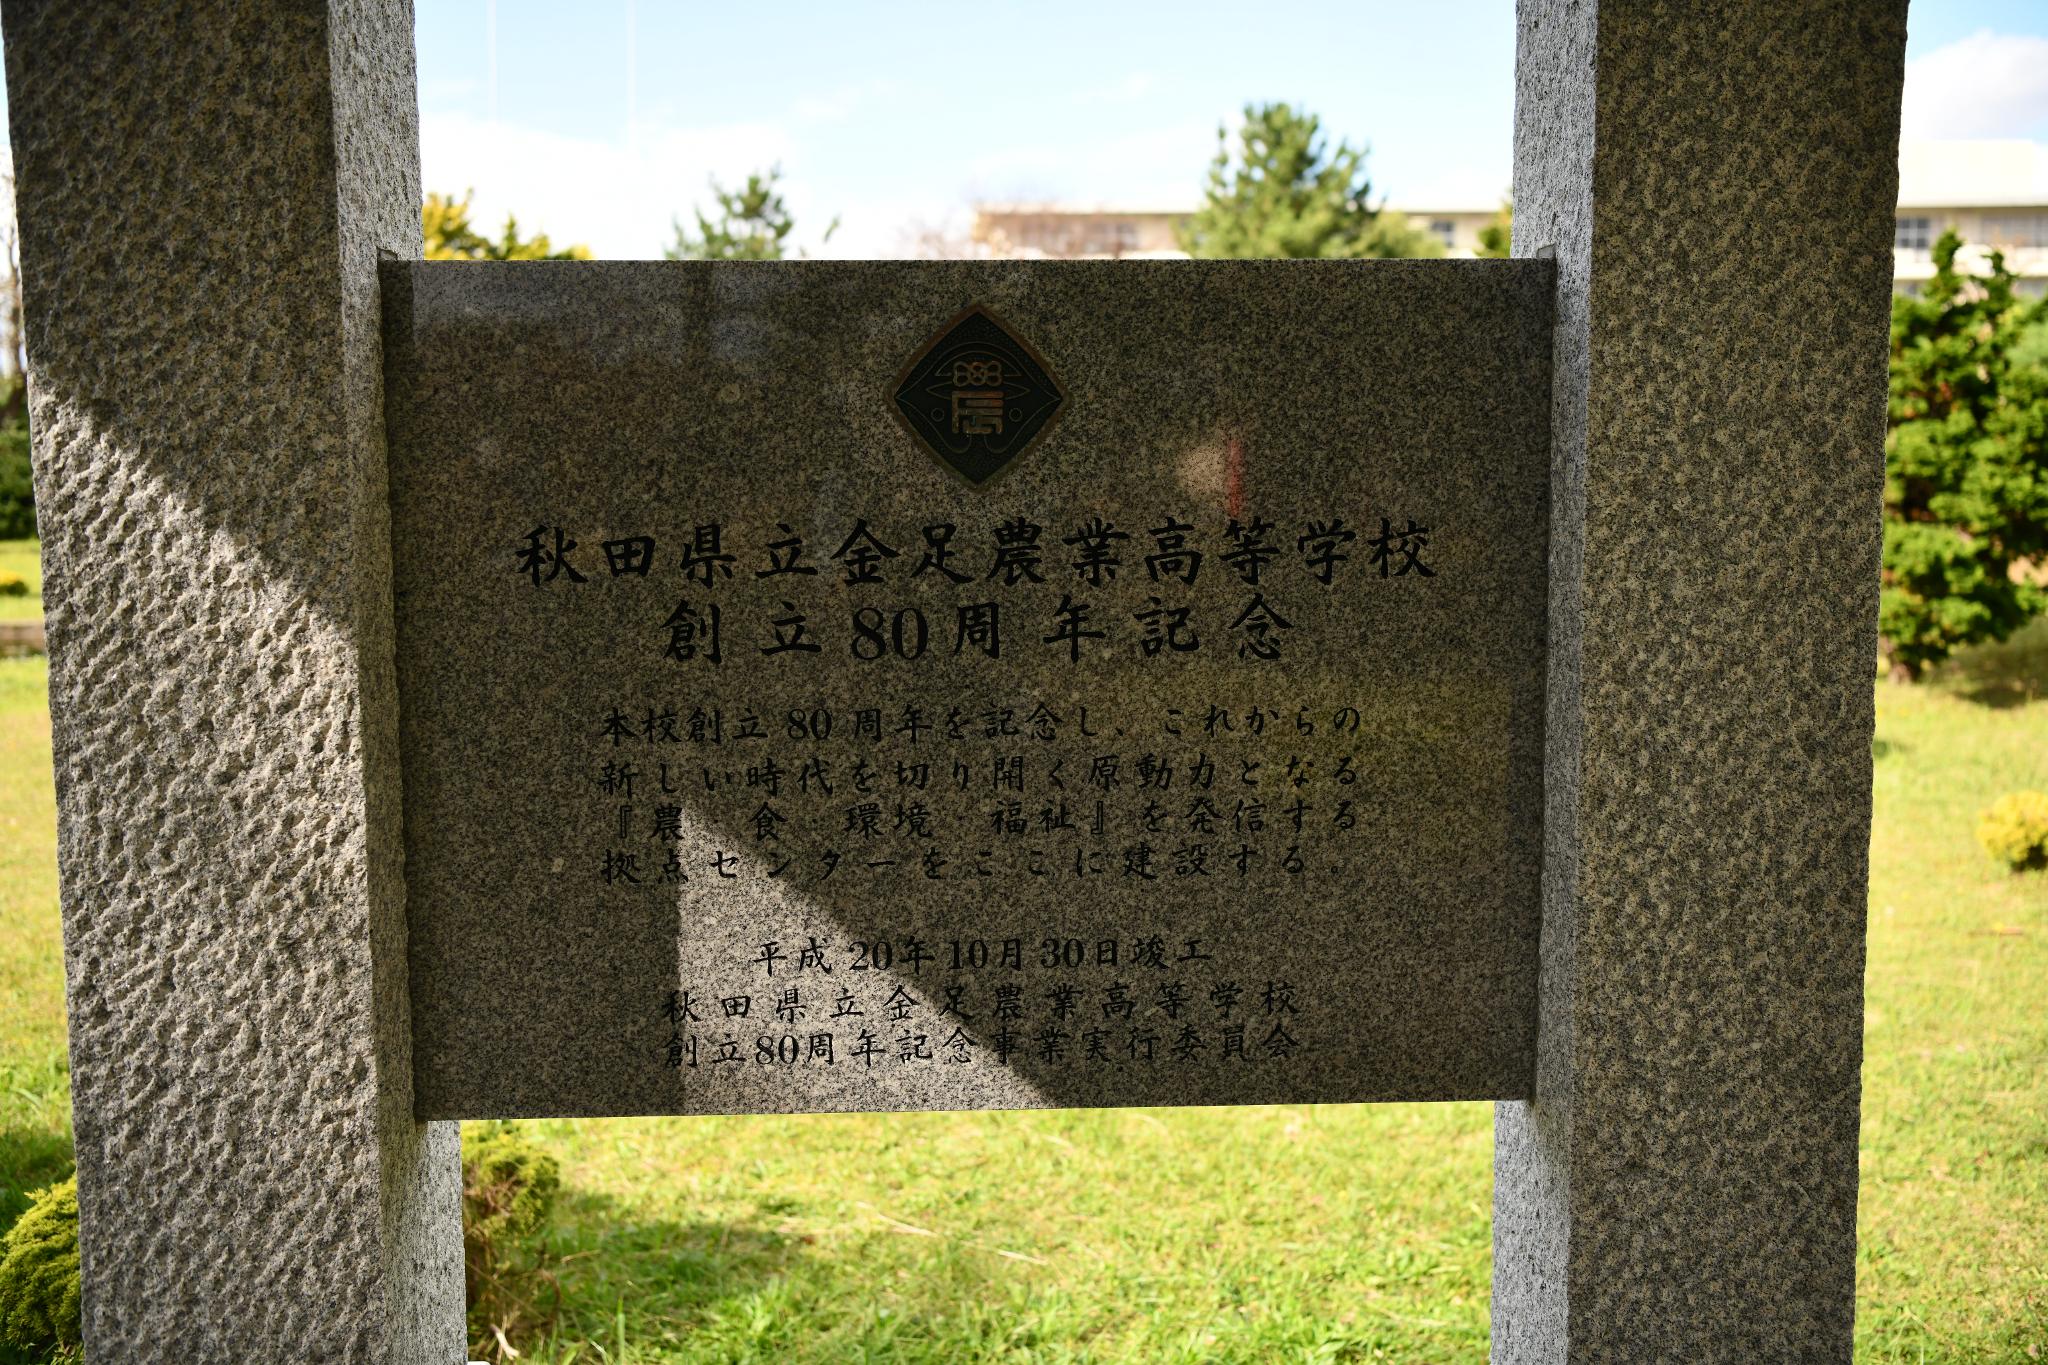 農
秋田県立金足農業高等学校
創立80周年記念
本校創立80周年を記念し、これからの
新しい時代を切り開く原動力となる
『農・食・環境・福祉』を発信する
拠点センターをここに建設する。
平成20年10月30日竣工
秋田県立金足農業高等学校
創立80周年記念事業実行委員会